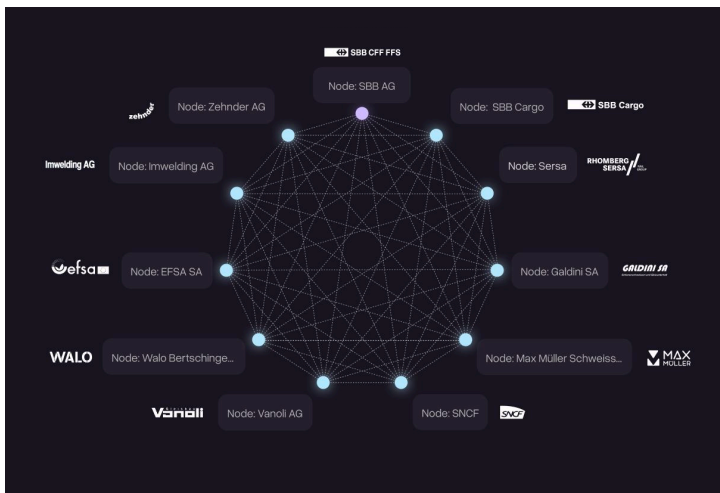 SBB CFF FFS
Node: SBB AG
zehnder
Node: Zehnder AG
Node: SBB Cargo
SBB Cargo
Imwelding AG
Node: Imwelding AG
Node: Sersa
RHOMBERG
SERSA
efsa
Node: EFSA SA
Node: Galdini SA
GALDINI SA
WALO
Node: Walo Bertschinge...
Node: Max Müller Schweiss...
MAX
MÜLLER
Vanoli
Node: Vanoli AG
Node: SNCF
SNCF